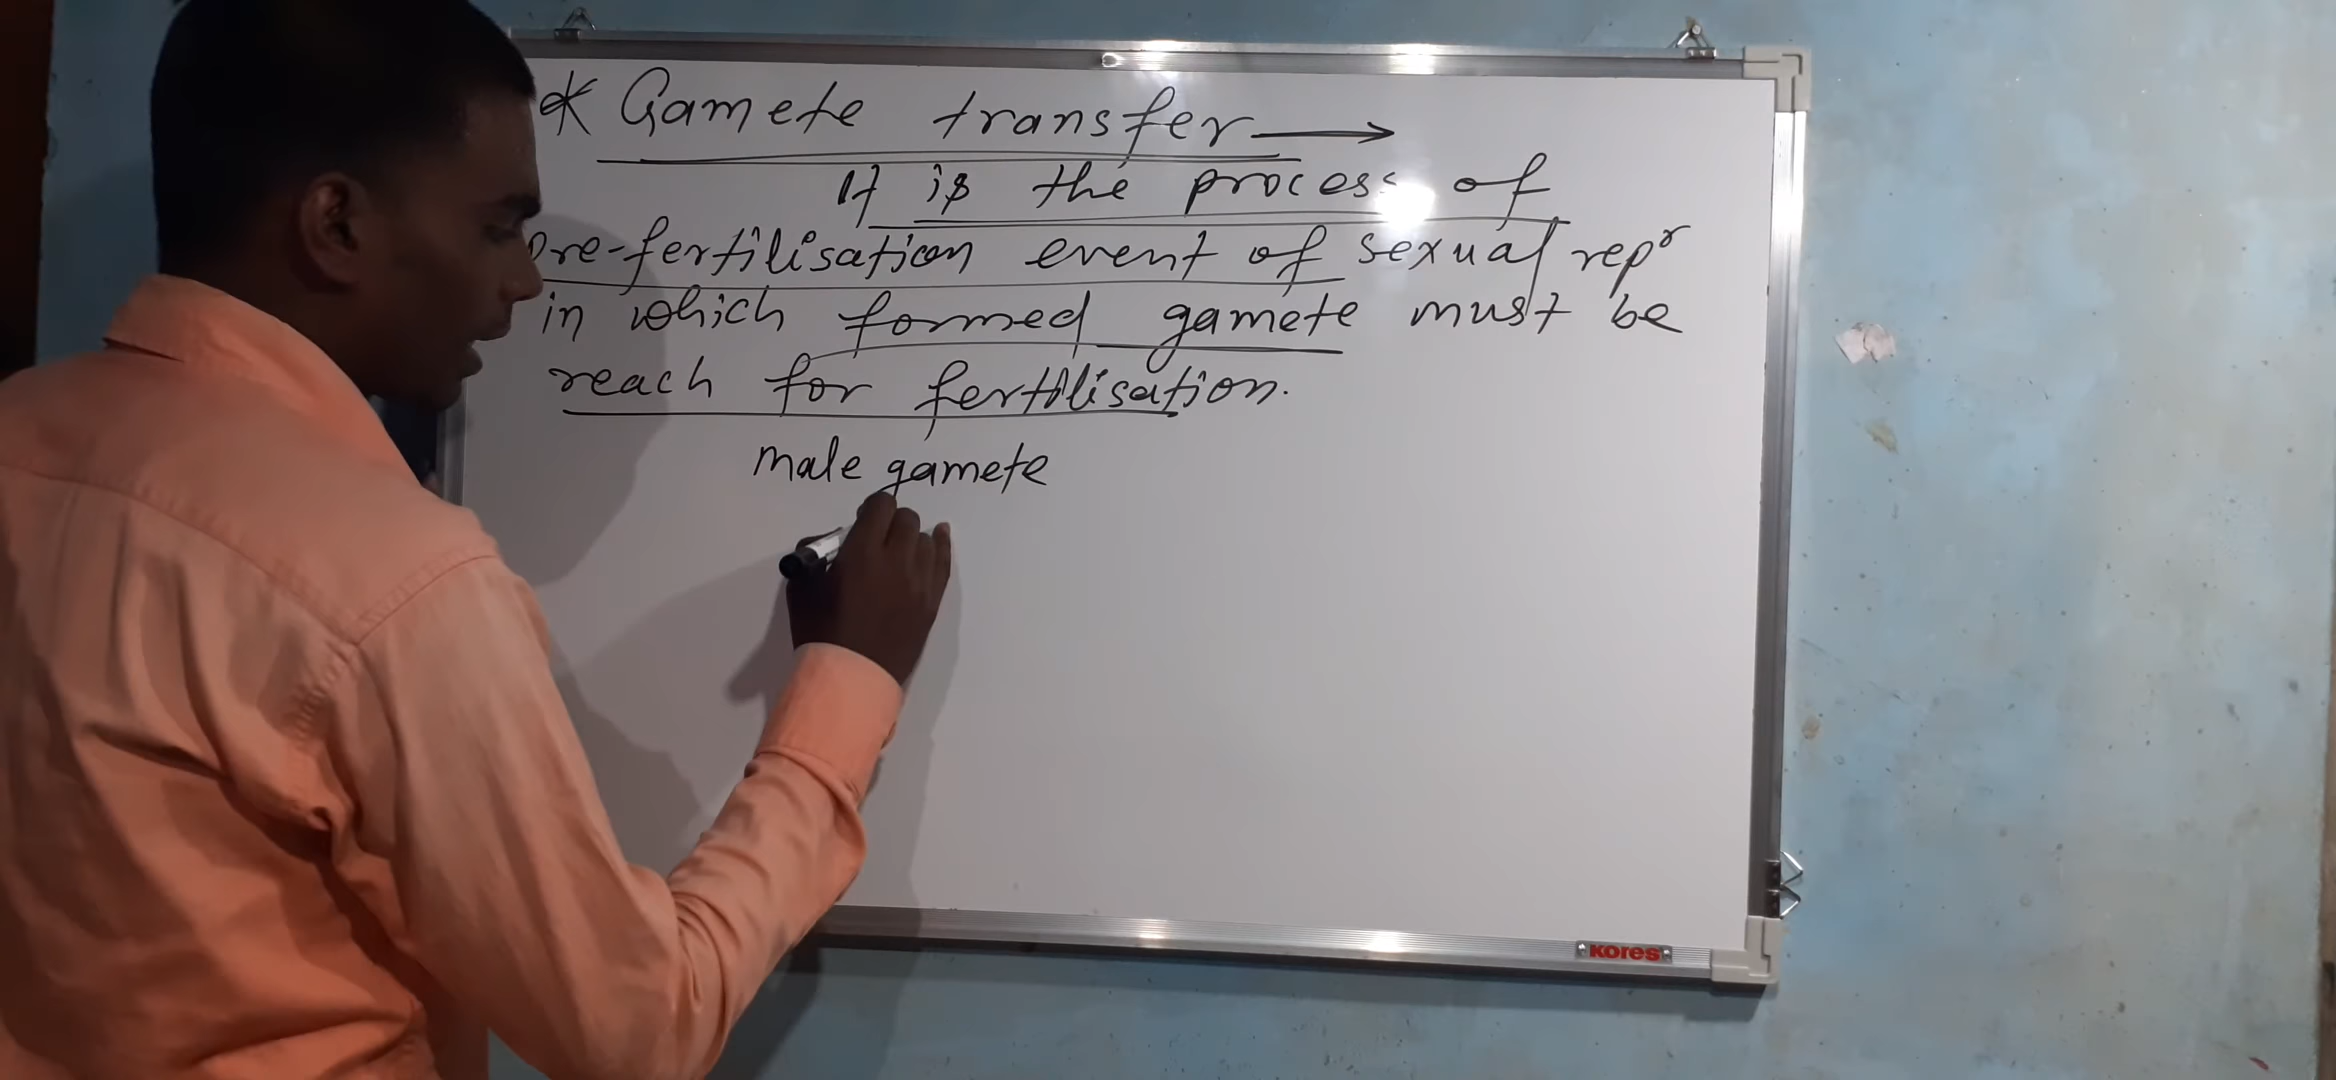 * Gamete transfer →
It is the process of
pre-fertilisation event of sexual repr
in which formed gamete must be
reach for fertilisation.
male gamete
Kores